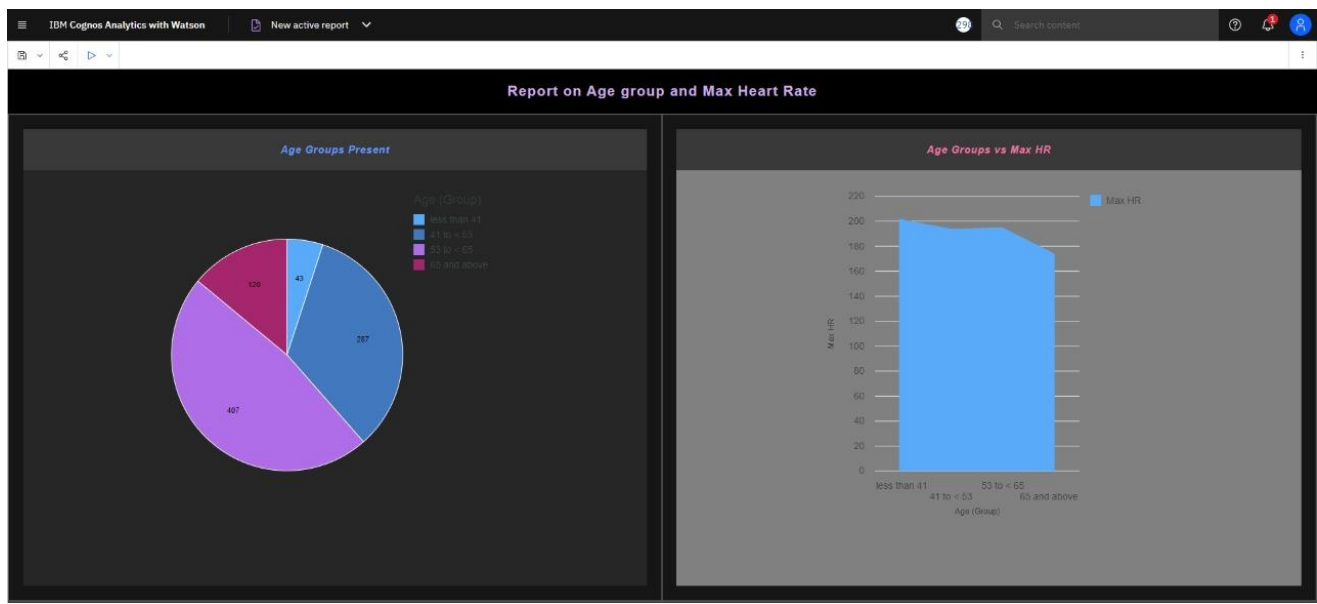 IBM Cognos Analytics with Watson
New active report
Search content
1
Report on Age group and Max Heart Rate
Age Groups Present
Age (Group)
less than 41
41 to < 53
53 to < 65
65 and above
43
287
407
120
Age Groups vs Max HR
Max HR
220
200
180
160
140
120
100
80
60
40
20
0
Max HR
less than 41
41 to < 53
53 to < 65
65 and above
Age (Group)